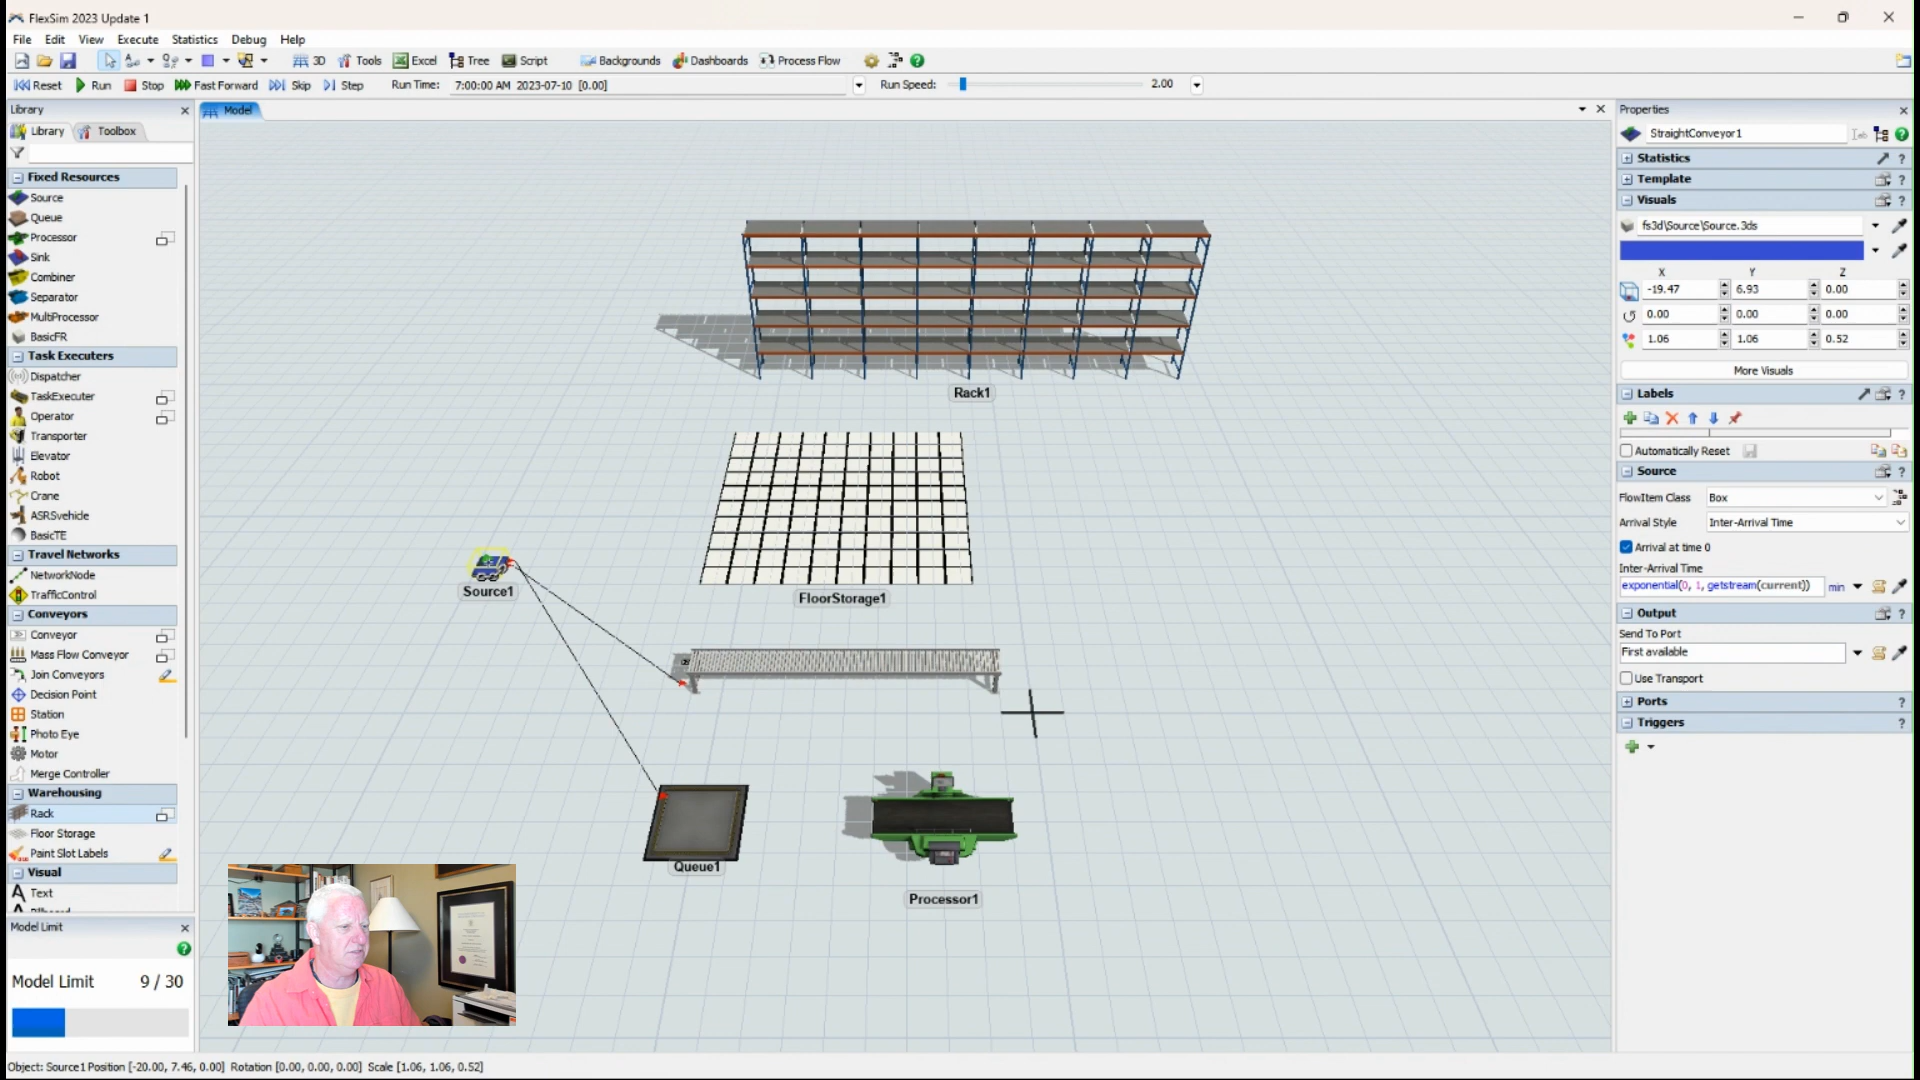 FlexSim 2023 Update 1
File Edit View Execute Statistics Debug Help
3D Tools Excel Tree Script Backgrounds Dashboards Process Flow
Reset Run Stop Fast Forward Skip Step Run Time: 7:00:00 AM 2023-07-10 [0.00] Run Speed: 2.00
Library
Library Toolbox
Fixed Resources
Source
Queue
Processor
Sink
Combiner
Separator
MultiProcessor
BasicFR
Task Executers
Dispatcher
TaskExecuter
Operator
Transporter
Elevator
Robot
Crane
ASRSvehide
BasicTE
Travel Networks
NetworkNode
TrafficControl
Conveyors
Conveyor
Mass Flow Conveyor
Join Conveyors
Decision Point
Station
Photo Eye
Motor
Merge Controller
Warehousing
Rack
Floor Storage
Paint Slot Labels
Visual
Text
Model Limit
Model Limit 9 / 30
Model
Rack1
FloorStorage1
Source1
Queue1
Processor1
Properties
StraightConveyor1
Statistics
Template
Visuals
fs3d\Source\Source.3ds
X Y Z
-19.47 6.93 0.00
0.00 0.00 0.00
1.06 1.06 0.52
More Visuals
Labels
Automatically Reset
Source
FlowItem Class Box
Arrival Style Inter-Arrival Time
Arrival at time 0
Inter-Arrival Time
exponential(0, 1, getstream(current)) min
Output
Send To Port
First available
Use Transport
Ports
Triggers
Object: Source1 Position [-20.00, 7.46, 0.00] Rotation [0.00, 0.00, 0.00] Scale [1.06, 1.06, 0.52]